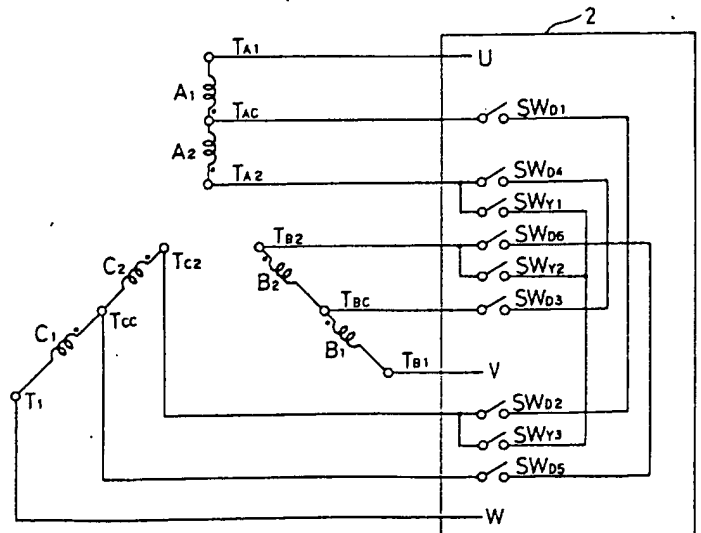 2
TA1
U
A1
TAC
SWD1
A2
TA2
SWD4
SWY1
TB2
SWD6
C2
TC2
B2
SWY2
TCC
TBC
SWD3
C1
B1
TB1
V
T1
SWD2
SWY3
SWD5
W